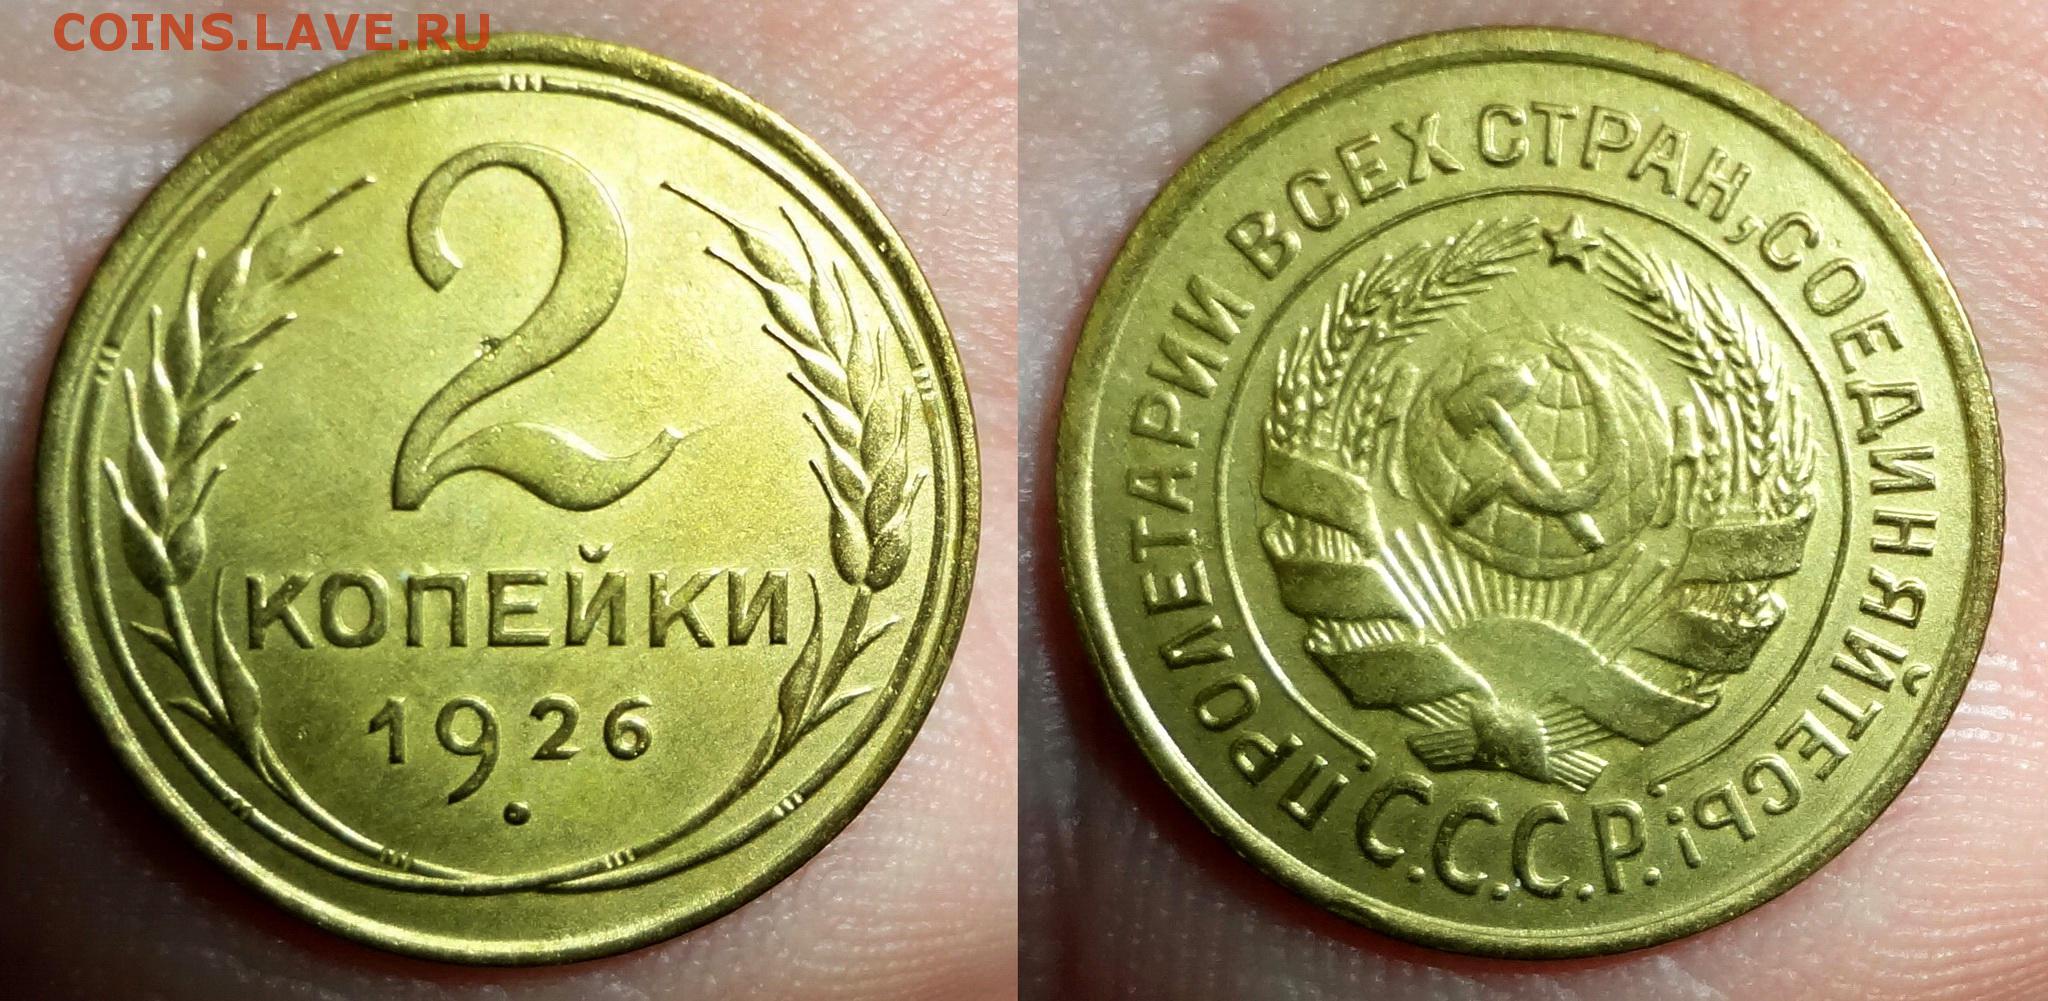 COINS.LAVE.RU
2
КОПЕЙКИ
1926
ПРОЛЕТАРИИ ВСЕХ СТРАН, СОЕДИНЯЙТЕСЬ!
С.С.С.Р.